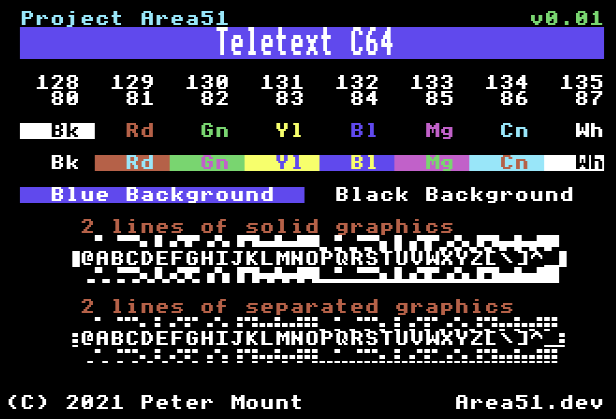 Project Area51 v0.01
Teletext C64
128 129 130 131 132 133 134 135
80 81 82 83 84 85 86 87
Bk Rd Gn Yl Bl Mg Cn Wh
Bk Rd Gn Yl Bl Mg Cn Wh
Blue Background Black Background
2 lines of solid graphics
@ABCDEFGHIJKLMNOPQRSTUVWXYZ[\]^_
2 lines of separated graphics
@ABCDEFGHIJKLMNOPQRSTUVWXYZ[\]^_
(C) 2021 Peter Mount Area51.dev